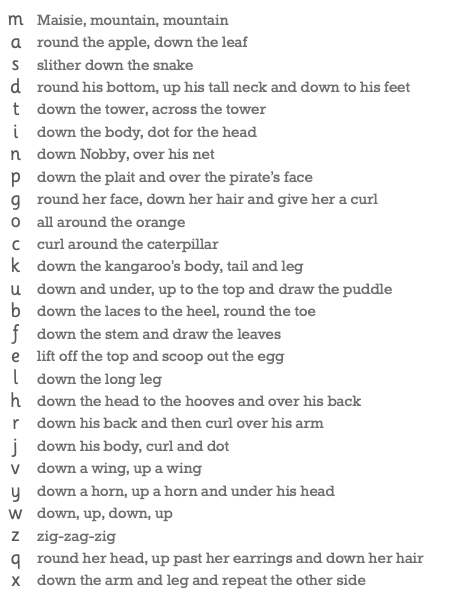 m Maisie, mountain, mountain
a round the apple, down the leaf
s slither down the snake
d round his bottom, up his tall neck and down to his feet
t down the tower, across the tower
i down the body, dot for the head
n down Nobby, over his net
p down the plait and over the pirate's face
g round her face, down her hair and give her a curl
o all around the orange
c curl around the caterpillar
k down the kangaroo's body, tail and leg
u down and under, up to the top and draw the puddle
b down the laces to the heel, round the toe
f down the stem and draw the leaves
e lift off the top and scoop out the egg
l down the long leg
h down the head to the hooves and over his back
r down his back and then curl over his arm
j down his body, curl and dot
v down a wing, up a wing
y down a horn, up a horn and under his head
w down, up, down, up
z zig-zag-zig
q round her head, up past her earrings and down her hair
x down the arm and leg and repeat the other side